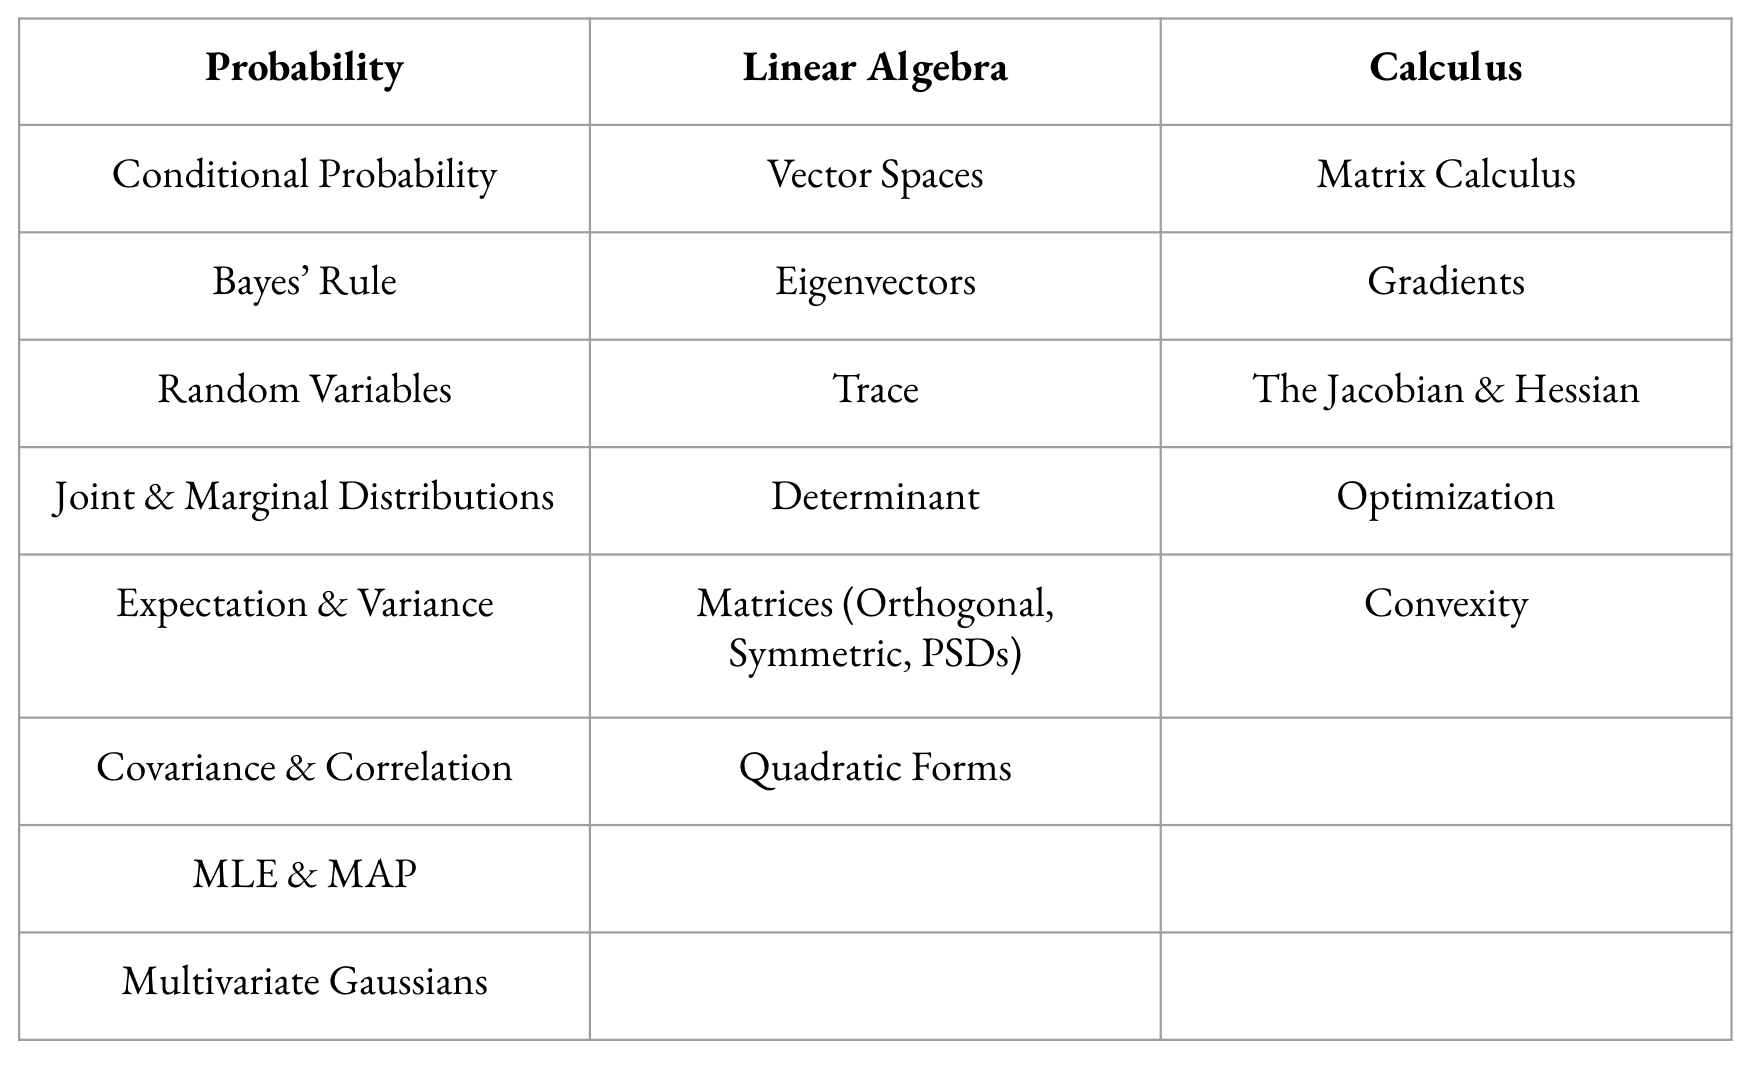 Probability Linear Algebra Calculus
Conditional Probability Vector Spaces Matrix Calculus
Bayes’ Rule Eigenvectors Gradients
Random Variables Trace The Jacobian & Hessian
Joint & Marginal Distributions Determinant Optimization
Expectation & Variance Matrices (Orthogonal, Convexity
Symmetric, PSDs)
Covariance & Correlation Quadratic Forms
MLE & MAP
Multivariate Gaussians